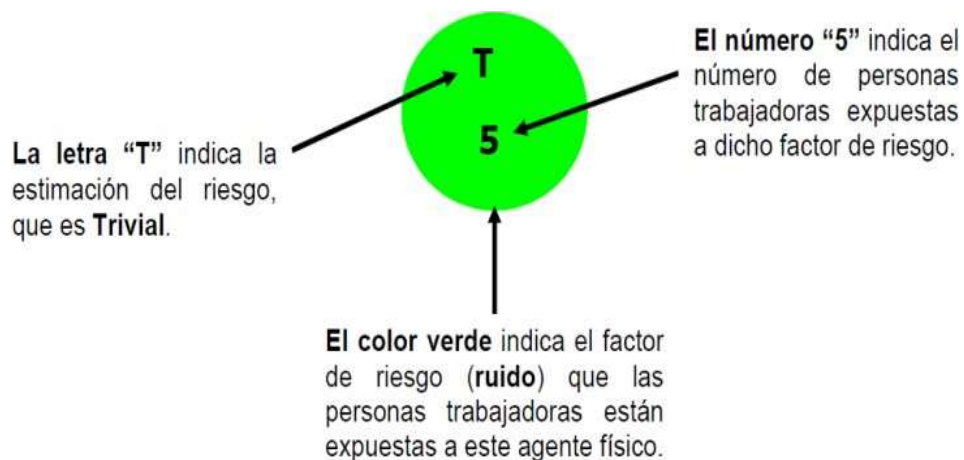 T
5
El número “5” indica el
número de personas
trabajadoras expuestas
a dicho factor de riesgo.
La letra “T” indica la
estimación del riesgo,
que es Trivial.
El color verde indica el factor
de riesgo (ruido) que las
personas trabajadoras están
expuestas a este agente físico.